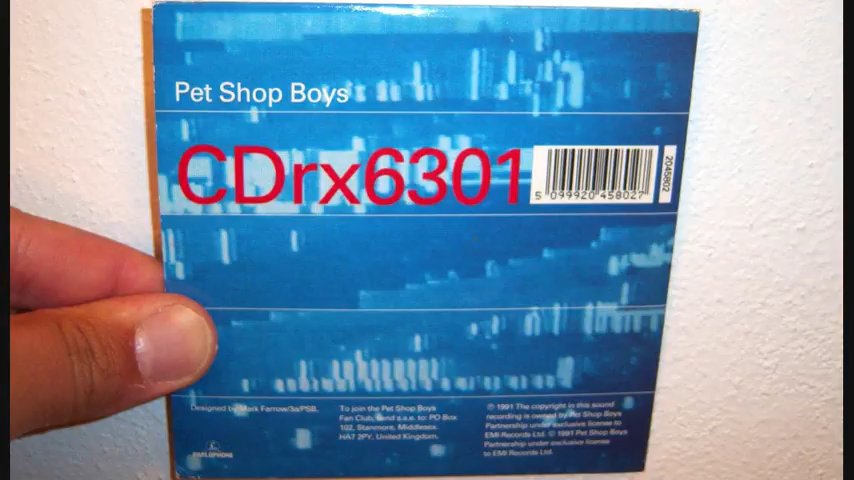 Pet Shop Boys
CDrx6301
5 099920 458027
2045802
Designed by Mark Farrow/3a/PSB.
To join the Pet Shop Boys
Fan Club, send s.a.e. to: PO Box
102, Stanmore, Middlesex.
HA7 2PY, United Kingdom.
℗ 1991 The copyright in this sound
recording is owned by Pet Shop Boys
Partnership under exclusive license to
EMI Records Ltd. © 1991 Pet Shop Boys
Partnership under exclusive license
to EMI Records Ltd.
PARLOPHONE